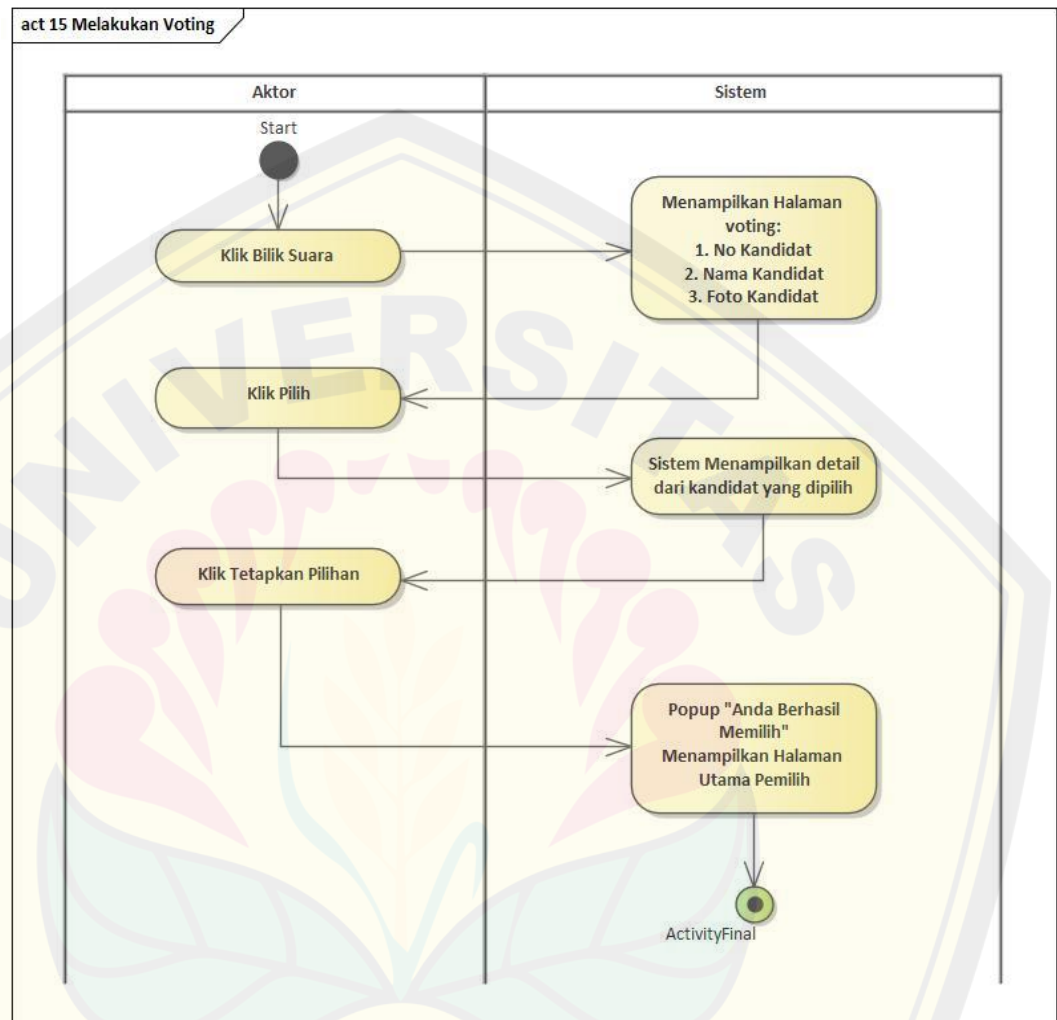 act 15 Melakukan Voting
Aktor
Sistem
Start
Klik Bilik Suara
Menampilkan Halaman
voting:
1. No Kandidat
2. Nama Kandidat
3. Foto Kandidat
Klik Pilih
Sistem Menampilkan detail
dari kandidat yang dipilih
Klik Tetapkan Pilihan
Popup "Anda Berhasil
Memilih"
Menampilkan Halaman
Utama Pemilih
ActivityFinal
UNIVERSITAS